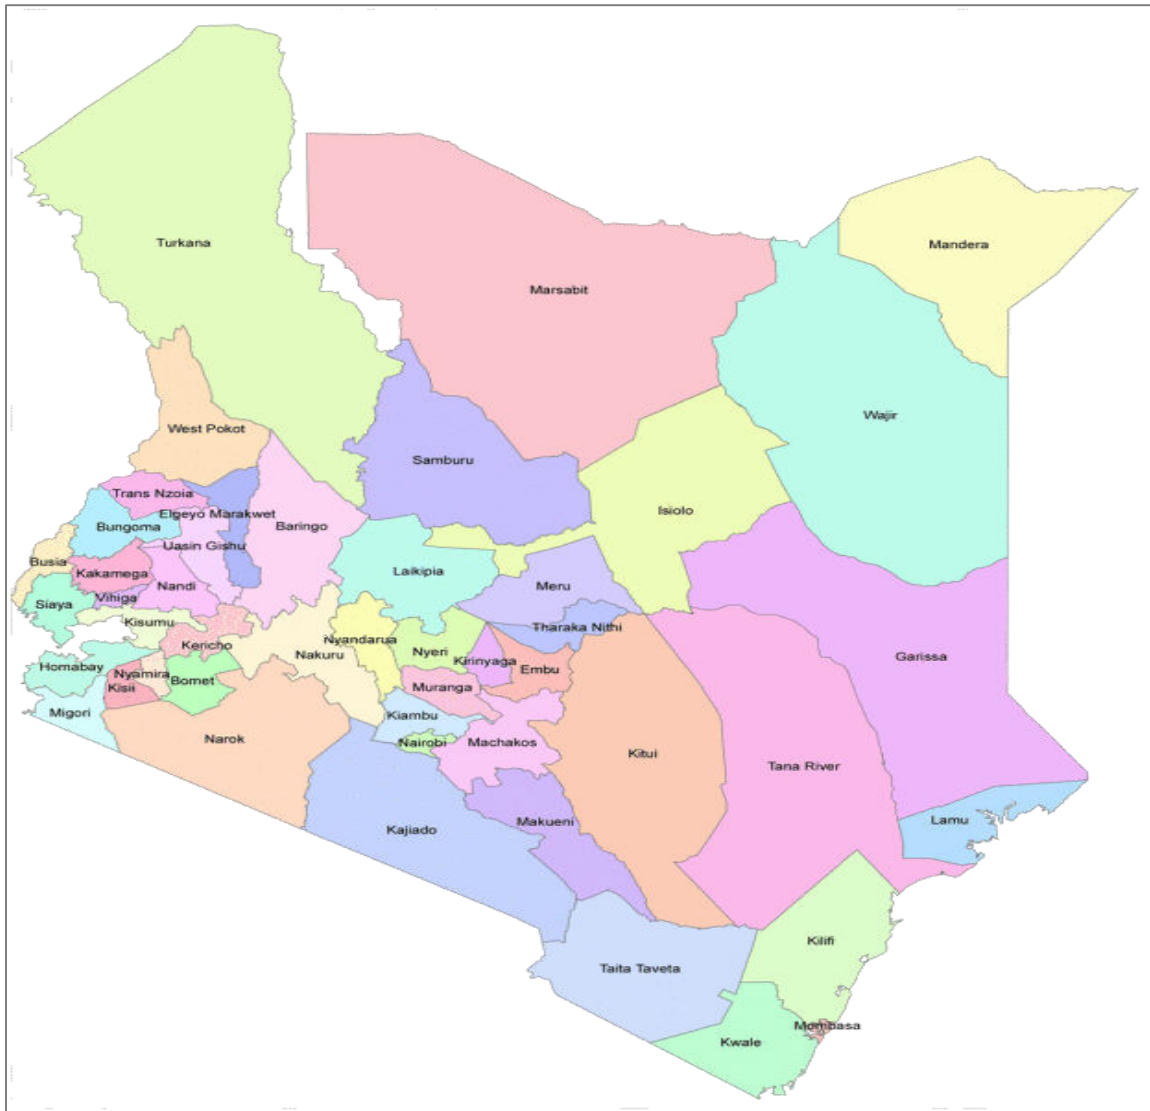 Turkana
Mandera
Marsabit
Wajir
West Pokot
Samburu
Trans Nzoia
Isiolo
Elgeyo Marakwet
Bungoma
Baringo
Uasin Gishu
Busia
Kakamega
Laikipia
Nandi
Meru
Vihiga
Siaya
Kisumu
Tharaka Nithi
Nyandarua
Kericho
Nyeri
Nakuru
Garissa
Kirinyaga
Homabay
Embu
Nyamira
Bomet
Kisii
Muranga
Migori
Kiambu
Narok
Nairobi
Machakos
Kitui
Tana River
Lamu
Makueni
Kajiado
Kilifi
Taita Taveta
Mombasa
Kwale